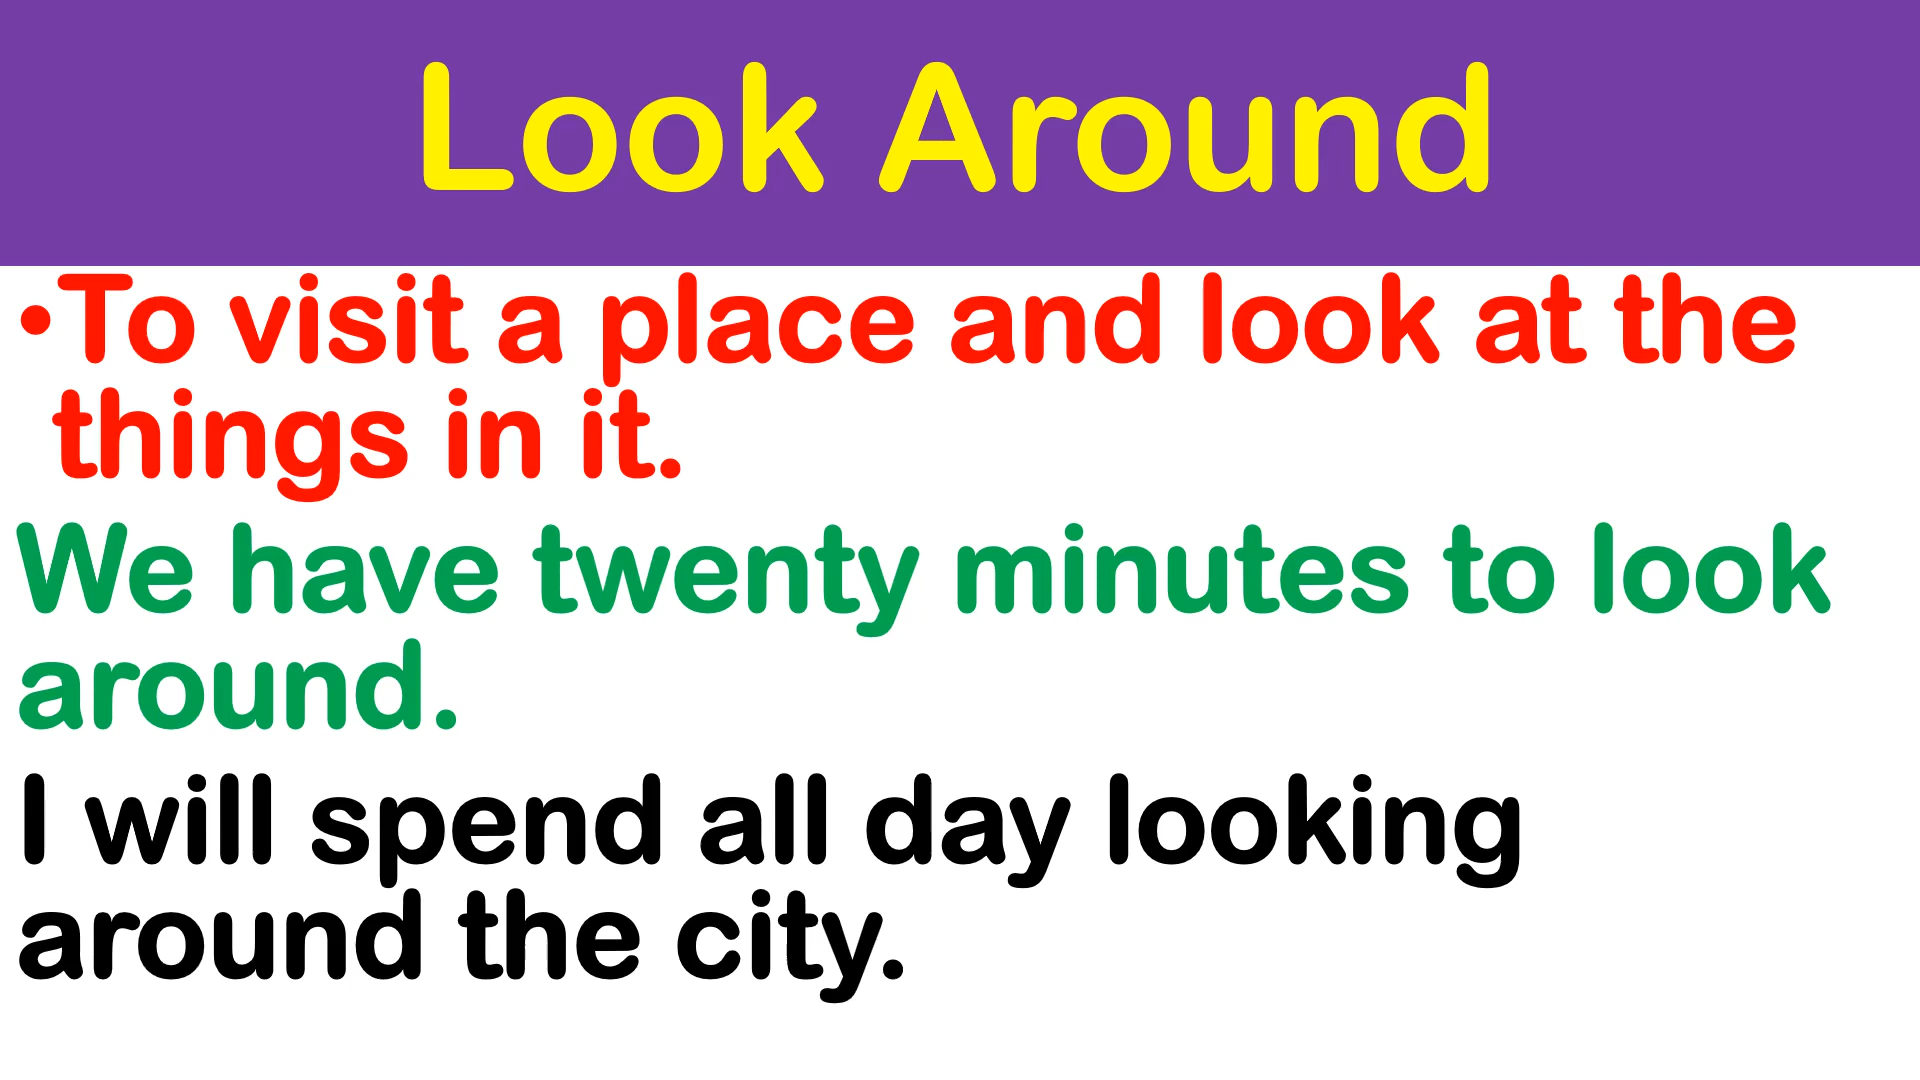 Look Around
•To visit a place and look at the
things in it.
We have twenty minutes to look
around.
I will spend all day looking
around the city.